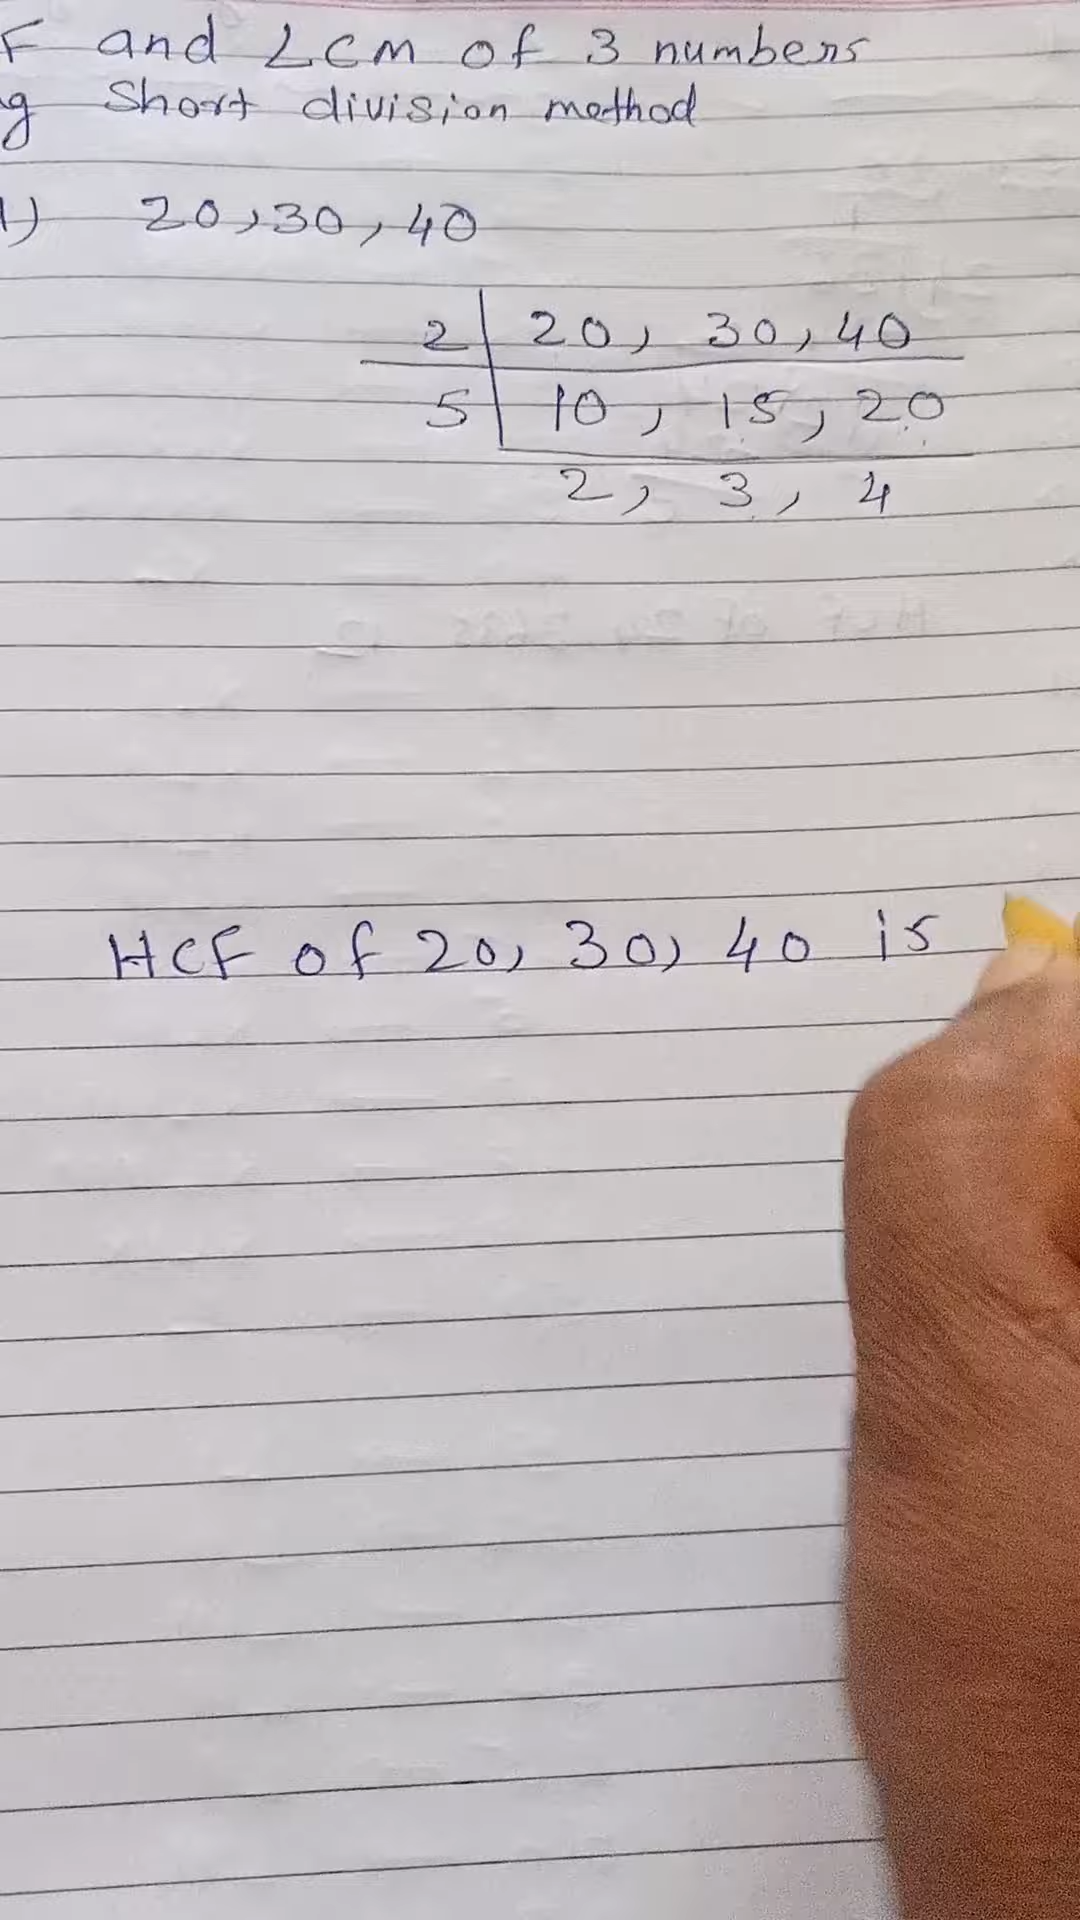 F and LCM of 3 numbers
g Short division method
1) 20, 30, 40
2 | 20, 30, 40
5 | 10, 15, 20
2, 3, 4
HCF of 20, 30, 40 is